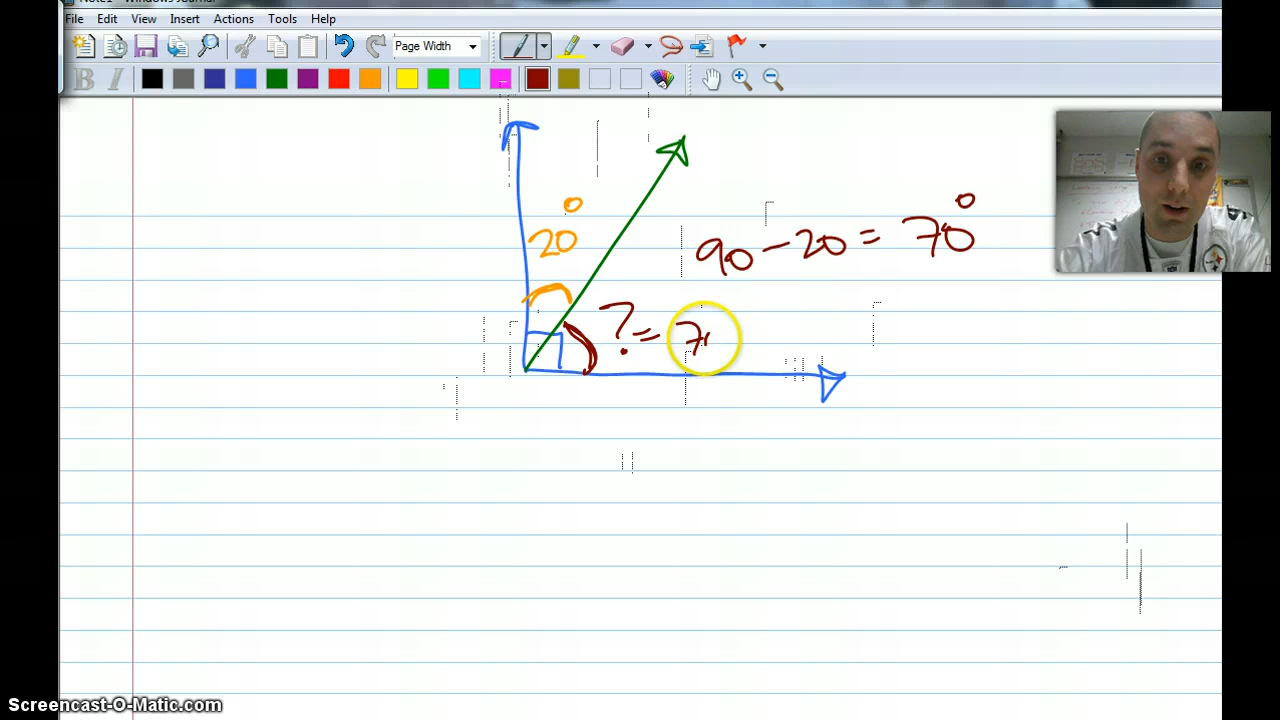 Note1 - Windows Journal
File Edit View Insert Actions Tools Help
Page Width
B I
20°
90 - 20 = 70°
? = 7
Screencast-O-Matic.com